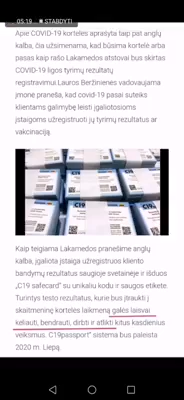 05:19 STABDYTI
Apie COVID-19 korteles aprašyta taip pat anglų
kalba, čia užsimenama, kad būsima kortelė arba
pasas kaip rašo Lakamedos atstovai bus skirtas
COVID-19 ligos tyrimų rezultatų
registravimui.Lauros Beržinienės vadovaujama
įmonė praneša, kad covid-19 pasai suteiks
klientams galimybę leisti įgaliotosioms
įstaigoms užregistruoti jų tyrimų rezultatus ar
vakcinaciją.
Kaip teigiama Lakamedos pranešime anglų
kalba, įgaliota įstaiga užregistruos kliento
bandymų rezultatus saugioje svetainėje ir išduos
„C19 safecard" su unikaliu kodu ir saugos etikete.
Turintys testo rezultatus, kurie bus įtraukti į
skaitmeninę kortelės laikmeną galės laisvai
keliauti, bendrauti, dirbti ir atlikti kitus kasdienius
veiksmus. C19passport" sistema bus paleista
2020 m. Liepą.